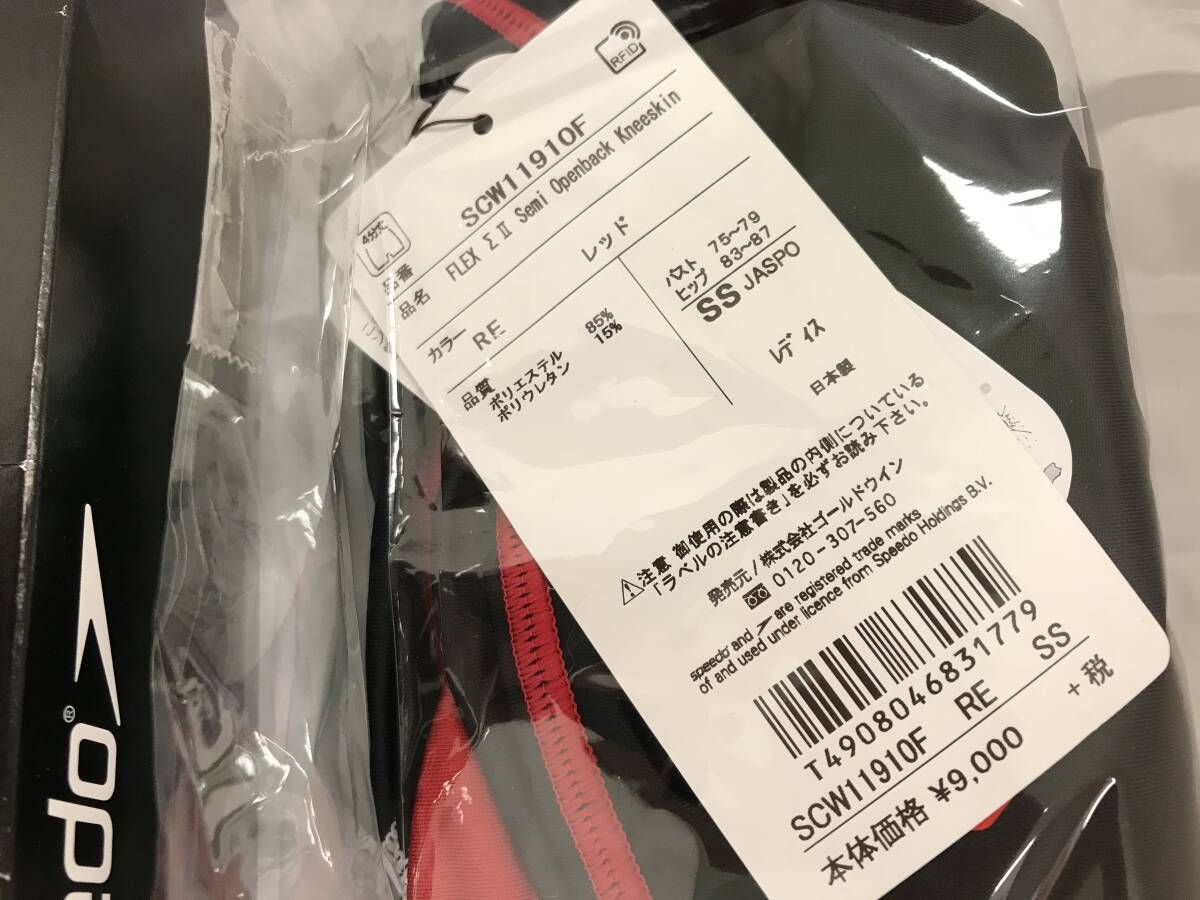 RFID
4分丈
品番 SCW11910F
品名 FLEX Σ II Semi Openback Kneeskin
カラー RE レッド
品質 ポリエステル 85%
ポリウレタン 15%
バスト 75~79
ヒップ 83~87
SS JASPO
レディス
日本製
注意 御使用の際は製品の内側についている
「ラベルの注意書き」を必ずお読み下さい。
発売元/株式会社ゴールドウイン
0120-307-560
speedo and are registered trade marks
of and used under licence from Speedo Holdings B.V.
T4908046831779
SCW11910F RE SS
本体価格 ¥9,000 +税
®